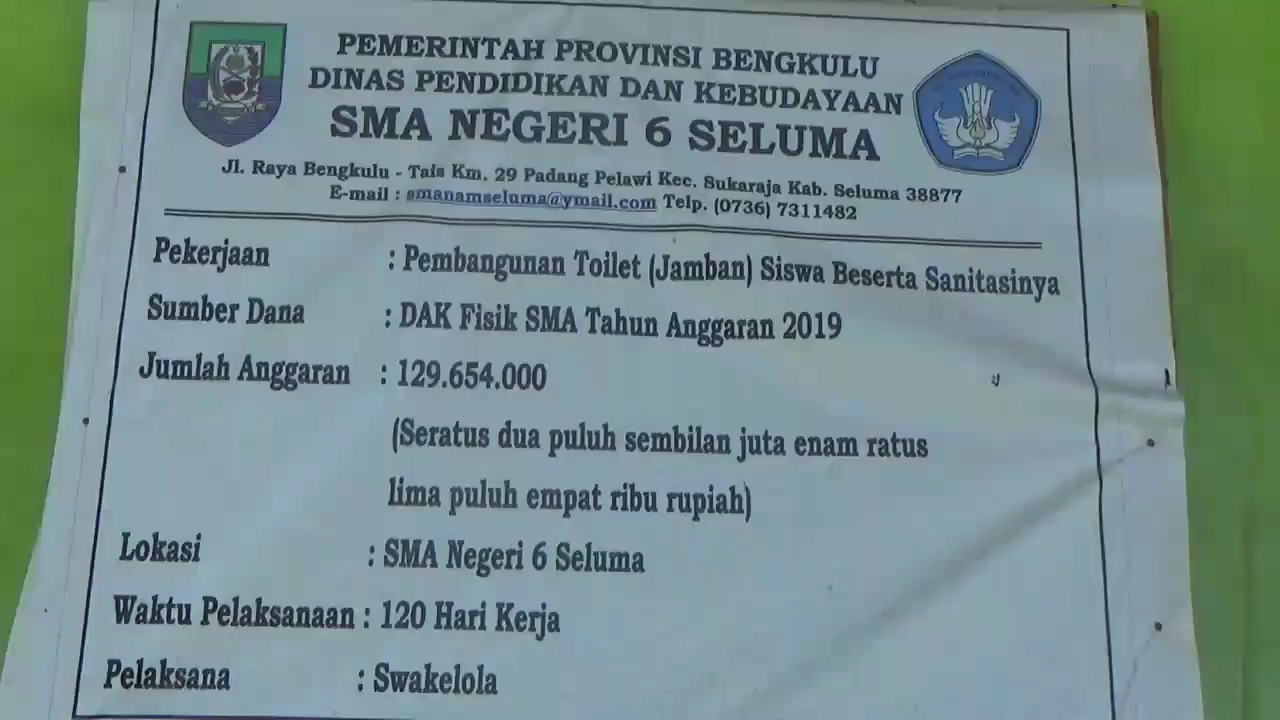 PEMERINTAH PROVINSI BENGKULU
DINAS PENDIDIKAN DAN KEBUDAYAAN
SMA NEGERI 6 SELUMA
Jl. Raya Bengkulu - Tais Km. 29 Padang Pelawi Kec. Sukaraja Kab. Seluma 38877
E-mail : smanamseluma@ymail.com Telp. (0736) 7311482
Pekerjaan : Pembangunan Toilet (Jamban) Siswa Beserta Sanitasinya
Sumber Dana : DAK Fisik SMA Tahun Anggaran 2019
Jumlah Anggaran : 129.654.000
(Seratus dua puluh sembilan juta enam ratus
lima puluh empat ribu rupiah)
Lokasi : SMA Negeri 6 Seluma
Waktu Pelaksanaan : 120 Hari Kerja
Pelaksana : Swakelola